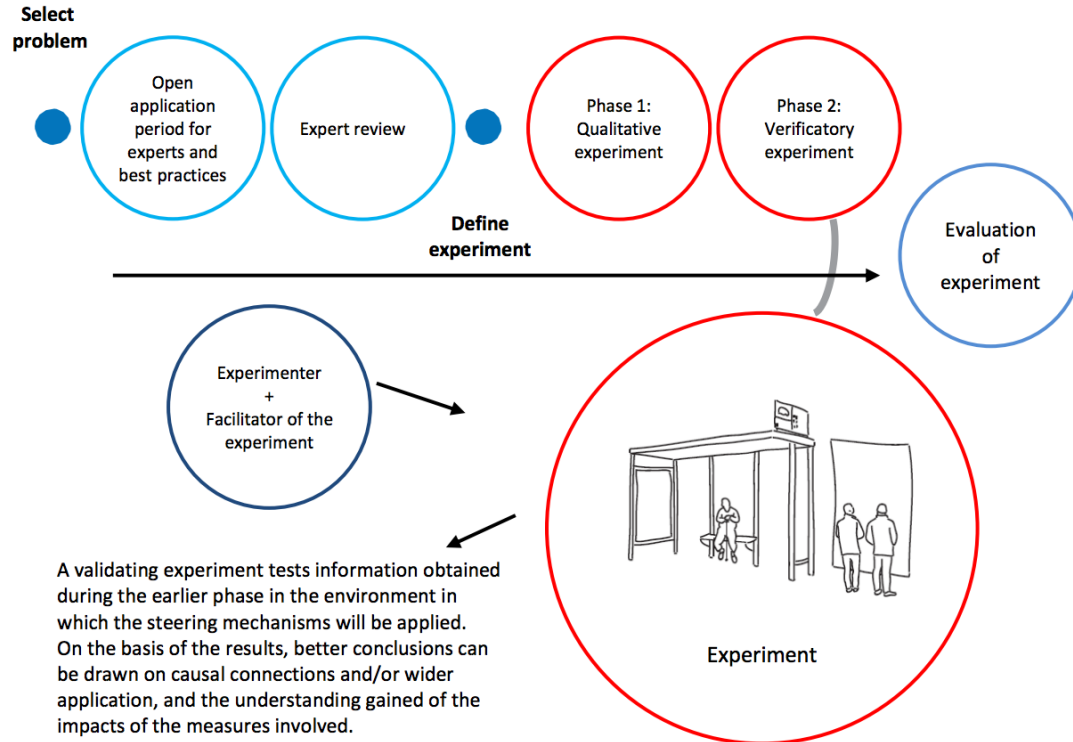 Select
problem
Open
application
period for
experts and
best practices
Expert review
Phase 1:
Qualitative
experiment
Phase 2:
Verificatory
experiment
Define
experiment
Evaluation
of
experiment
Experimenter
+
Facilitator of the
experiment
A validating experiment tests information obtained
during the earlier phase in the environment in
which the steering mechanisms will be applied.
On the basis of the results, better conclusions can
be drawn on causal connections and/or wider
application, and the understanding gained of the
impacts of the measures involved.
Experiment